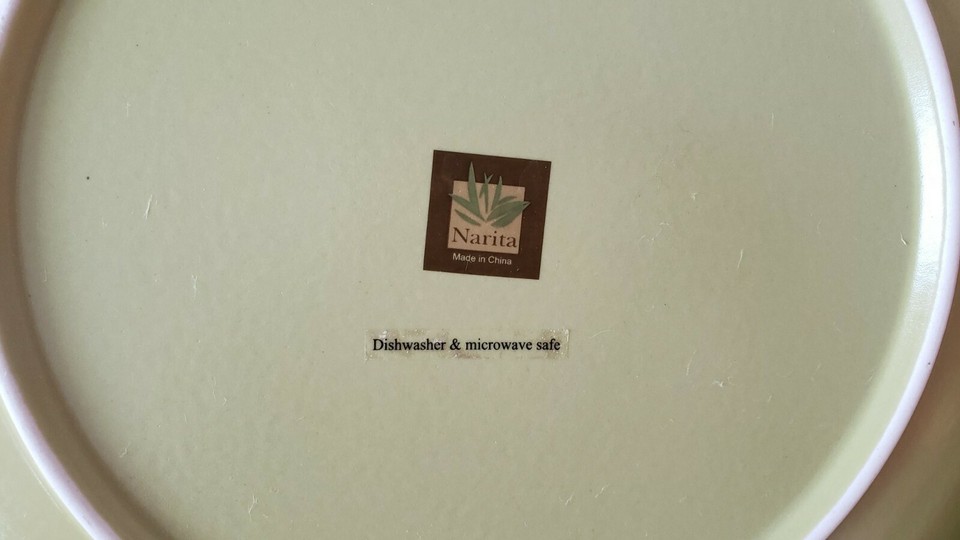 Narita
Made in China
Dishwasher & microwave safe